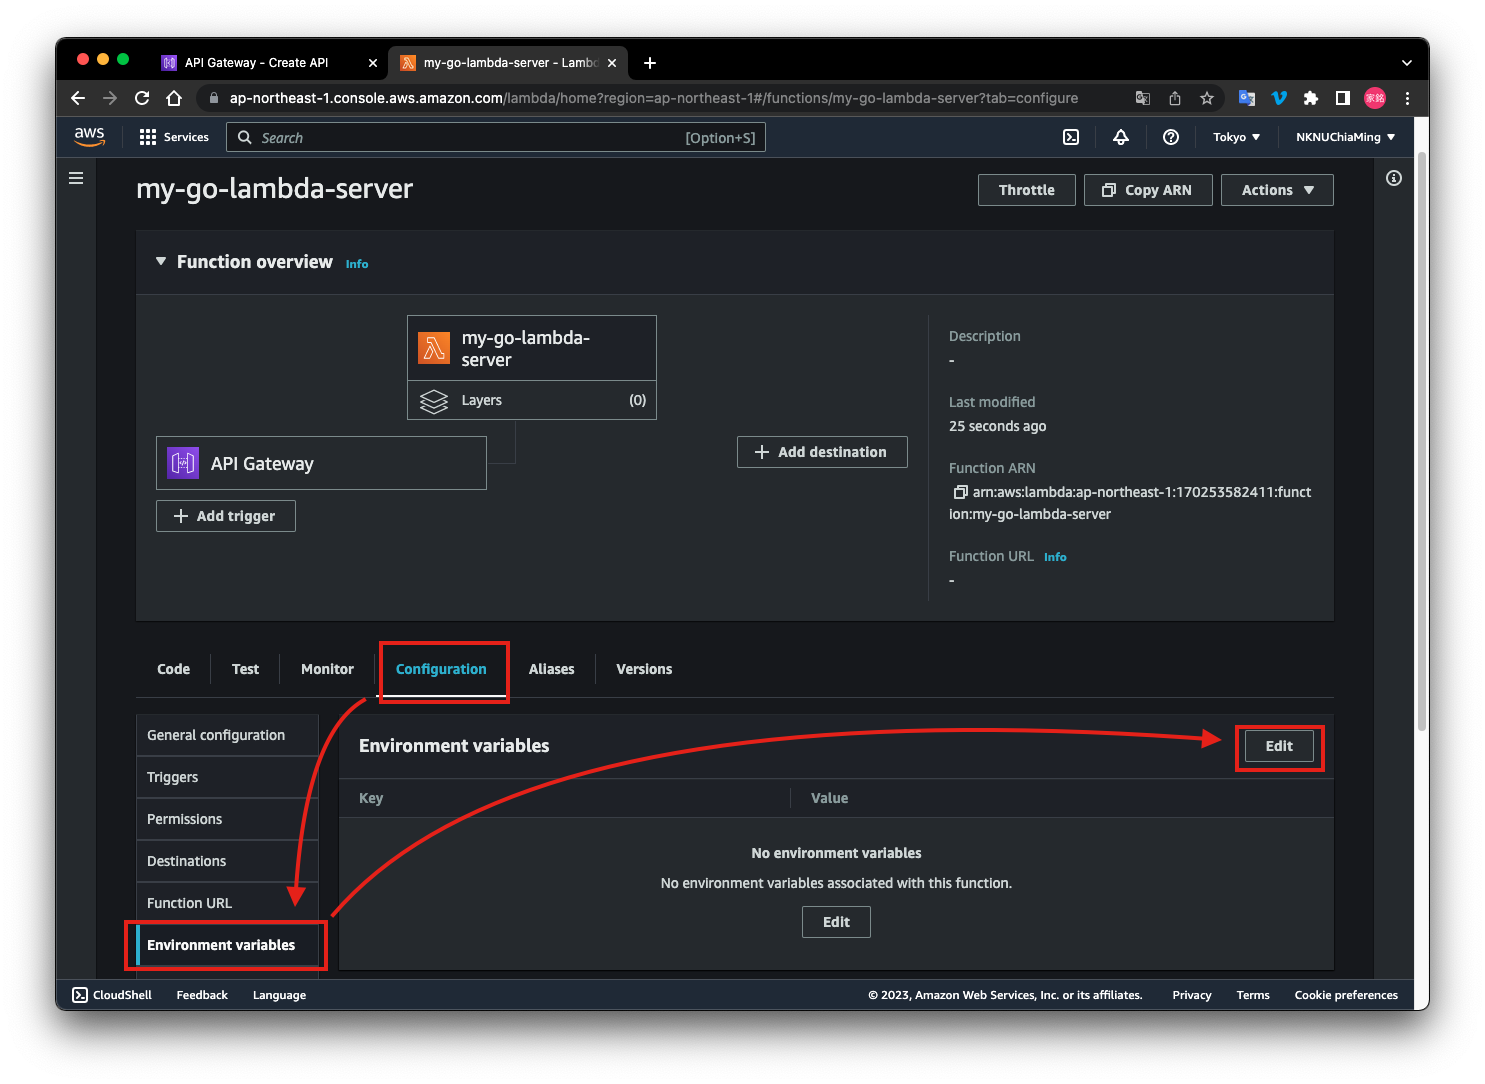 API Gateway - Create API
my-go-lambda-server - Lambd
ap-northeast-1.console.aws.amazon.com/lambda/home?region=ap-northeast-1#/functions/my-go-lambda-server?tab=configure
家銘
aws
Services
Search
[Option+S]
Tokyo
NKNUChiaMing
my-go-lambda-server
Throttle
Copy ARN
Actions
Function overview
Info
my-go-lambda-
server
Layers
(0)
API Gateway
Add trigger
Add destination
Description
-
Last modified
25 seconds ago
Function ARN
arn:aws:lambda:ap-northeast-1:170253582411:funct
ion:my-go-lambda-server
Function URL
Info
-
Code
Test
Monitor
Configuration
Aliases
Versions
General configuration
Triggers
Permissions
Destinations
Function URL
Environment variables
Environment variables
Edit
Key
Value
No environment variables
No environment variables associated with this function.
Edit
CloudShell
Feedback
Language
© 2023, Amazon Web Services, Inc. or its affiliates.
Privacy
Terms
Cookie preferences